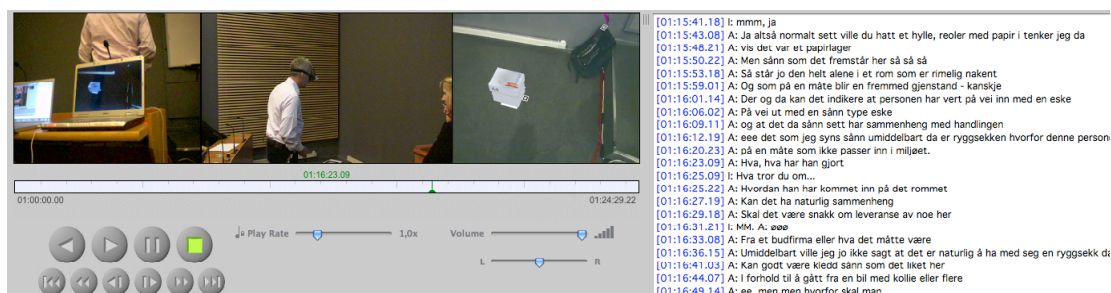 01:16:23.09
01:00:00.00
01:24:29.22
Play Rate
1,0x
Volume
L
R
[01:15:41.18] I: mmm, ja
[01:15:43.08] A: Ja altså normalt sett ville du hatt et hylle, reoler med papir i tenker jeg da
[01:15:48.21] A: vis det var et papirlager
[01:15:50.22] A: Men sånn som det fremstår her så så så
[01:15:53.18] A: Så står jo den helt alene i et rom som er rimelig nakent
[01:15:59.01] A: Og som på en måte blir en fremmed gjenstand - kanskje
[01:16:01.14] A: Der og da kan det indikere at personen har vert på vei inn med en eske
[01:16:06.02] A: På vei ut med en sånn type eske
[01:16:09.11] A: og at det da sånn sett har sammenheng med handlingen
[01:16:12.19] A: eee det som jeg syns sånn umiddelbart da er ryggsekken hvorfor denne persone
[01:16:20.23] A: på en måte som ikke passer inn i miljøet.
[01:16:23.09] A: Hva, hva har han gjort
[01:16:25.09] I: Hva tror du om...
[01:16:25.22] A: Hvordan han har kommet inn på det rommet
[01:16:27.19] A: Kan det ha naturlig sammenheng
[01:16:29.18] A: Skal det være snakk om leveranse av noe her
[01:16:31.21] I: MM. A: øøø
[01:16:33.08] A: Fra et budfirma eller hva det måtte være
[01:16:36.15] A: Umiddelbart ville jeg jo ikke sagt at det er naturlig å ha med seg en ryggsekk da
[01:16:41.03] A: Kan godt være kledd sånn som det liket her
[01:16:44.07] A: I forhold til å gått fra en bil med kollie eller flere
[01:16:49.14] A: ee, men men hvorfor skal man